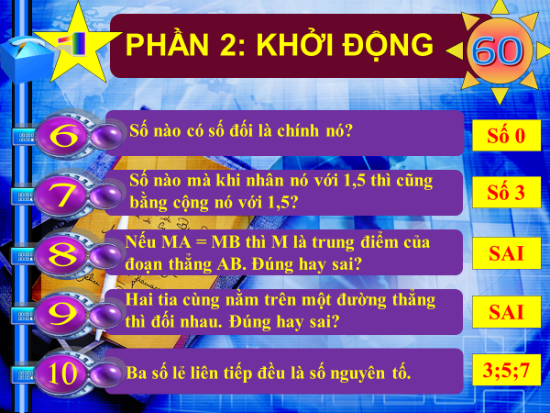 1
PHẦN 2: KHỞI ĐỘNG
60
6
Số nào có số đối là chính nó?
Số 0
7
Số nào mà khi nhân nó với 1,5 thì cũng
bằng cộng nó với 1,5?
Số 3
8
Nếu MA = MB thì M là trung điểm của
đoạn thẳng AB. Đúng hay sai?
SAI
9
Hai tia cùng nằm trên một đường thẳng
thì đối nhau. Đúng hay sai?
SAI
10
Ba số lẻ liên tiếp đều là số nguyên tố.
3;5;7